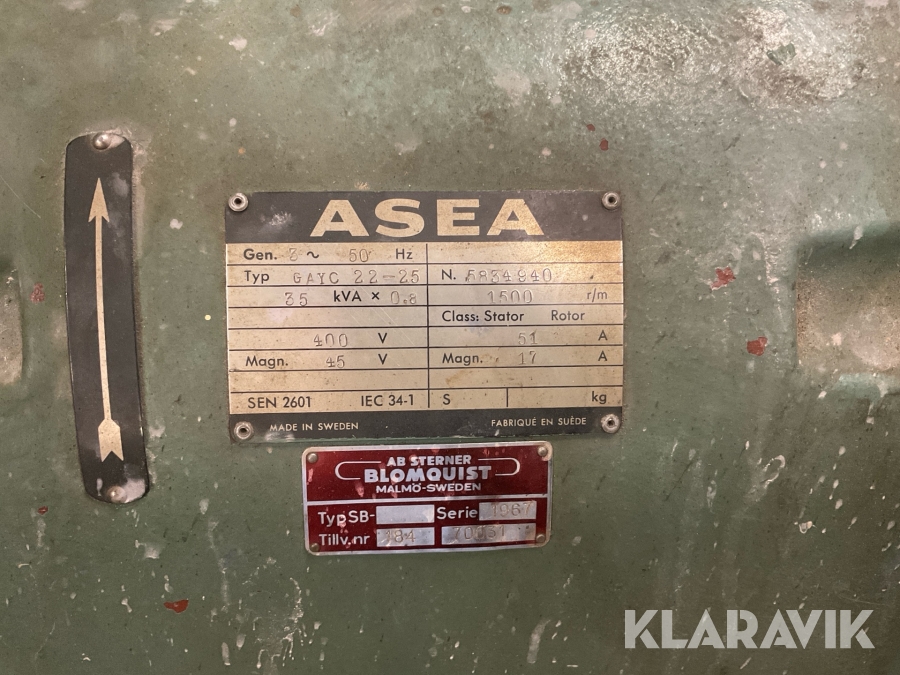 ASEA
Gen. 3 ~ 50 Hz
Typ GAYC 22-25 N. 5834940
35 kVA × 0.8 1500 r/m
Class: Stator Rotor
400 V 51 A
Magn. 45 V Magn. 17 A
SEN 2601 IEC 34-1 S kg
MADE IN SWEDEN FABRIQUÉ EN SUÈDE
AB STERNER
BLOMQUIST
MALMÖ-SWEDEN
Typ SB- Serie 1967
Tillv.nr 184
KLARAVIK